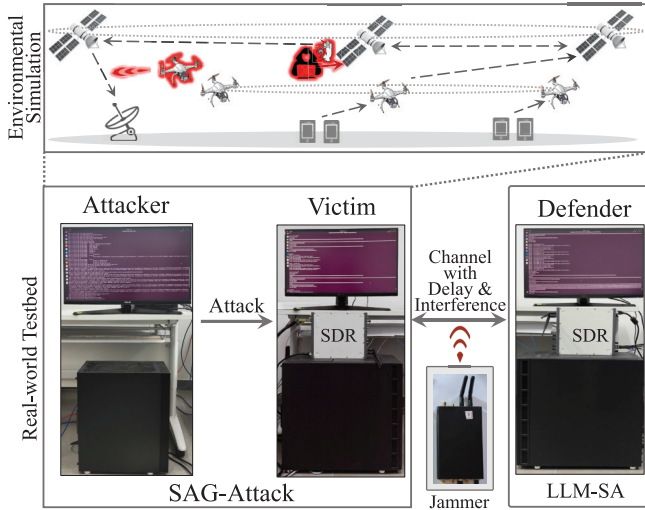 Environmental
Simulation
Real-world Testbed
Attacker
Victim
Defender
Attack
Channel
with
Delay &
Interference
SDR
SDR
SAG-Attack
Jammer
LLM-SA